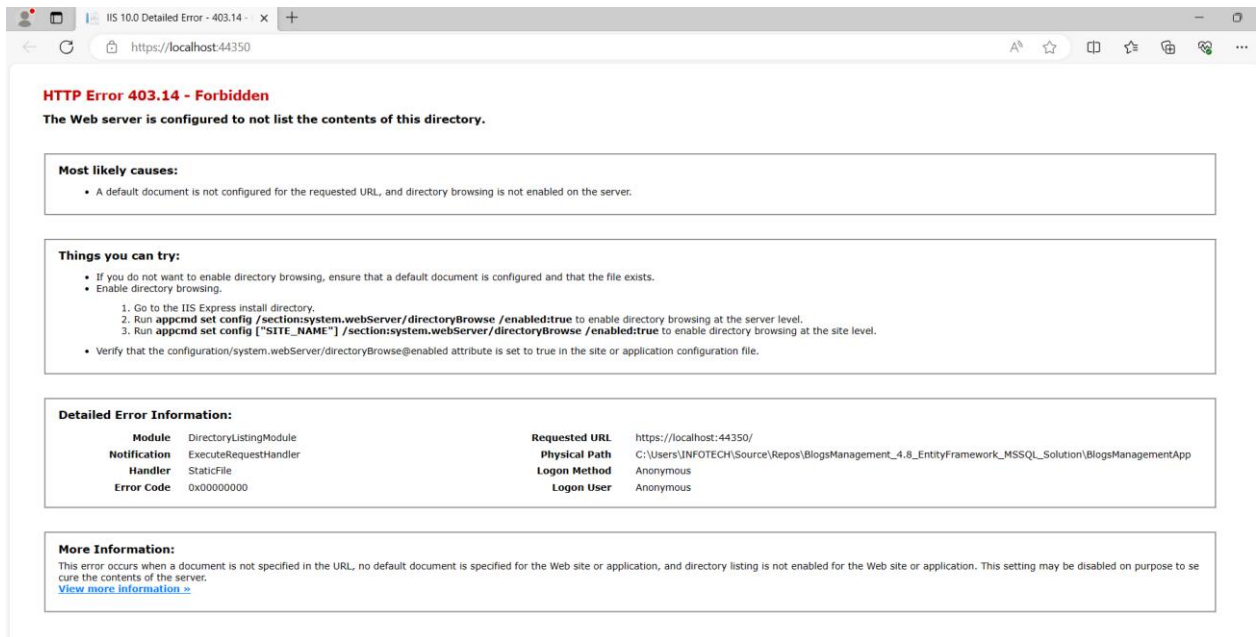 IIS 10.0 Detailed Error - 403.14 -
https://localhost:44350
HTTP Error 403.14 - Forbidden
The Web server is configured to not list the contents of this directory.
Most likely causes:
• A default document is not configured for the requested URL, and directory browsing is not enabled on the server.
Things you can try:
• If you do not want to enable directory browsing, ensure that a default document is configured and that the file exists.
• Enable directory browsing.
1. Go to the IIS Express install directory.
2. Run appcmd set config /section:system.webServer/directoryBrowse /enabled:true to enable directory browsing at the server level.
3. Run appcmd set config ["SITE_NAME"] /section:system.webServer/directoryBrowse /enabled:true to enable directory browsing at the site level.
• Verify that the configuration/system.webServer/directoryBrowse@enabled attribute is set to true in the site or application configuration file.
Detailed Error Information:
Module DirectoryListingModule
Notification ExecuteRequestHandler
Handler StaticFile
Error Code 0x00000000
Requested URL https://localhost:44350/
Physical Path C:\Users\INFOTECH\Source\Repos\BlogsManagement_4.8_EntityFramework_MSSQL_Solution\BlogsManagementApp
Logon Method Anonymous
Logon User Anonymous
More Information:
This error occurs when a document is not specified in the URL, no default document is specified for the Web site or application, and directory listing is not enabled for the Web site or application. This setting may be disabled on purpose to se
cure the contents of the server.
View more information »